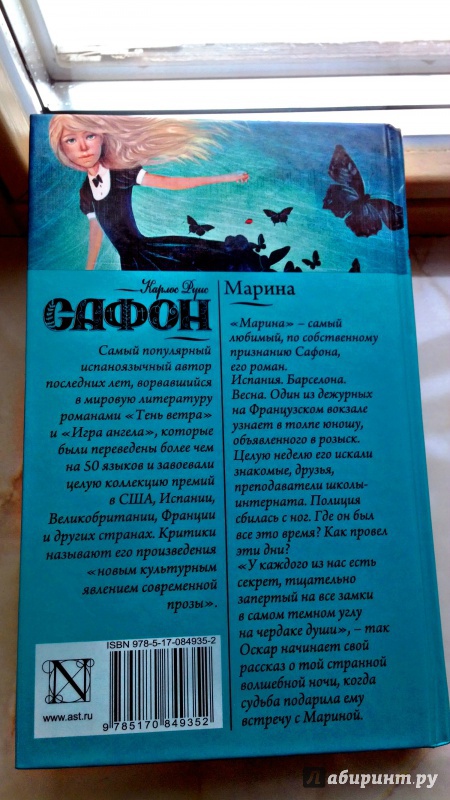 Карлос Руис
САФОН
Самый популярный
испаноязычный автор
последних лет, ворвавшийся
в мировую литературу
романами «Тень ветра»
и «Игра ангела», которые
были переведены более чем
на 50 языков и завоевали
целую коллекцию премий
в США, Испании,
Великобритании, Франции
и других странах. Критики
называют его произведения
«новым культурным
явлением современной
прозы».
Марина
«Марина» – самый
любимый, по собственному
признанию Сафона,
его роман.
Испания. Барселона.
Весна. Один из дежурных
на Французском вокзале
узнает в толпе юношу,
объявленного в розыск.
Целую неделю его искали
знакомые, друзья,
преподаватели школы-
интерната. Полиция
сбилась с ног. Где он был
все это время? Как провел
эти дни?
«У каждого из нас есть
секрет, тщательно
запертый на все замки
в самом темном углу
на чердаке души», – так
Оскар начинает свой
рассказ о той странной
волшебной ночи, когда
судьба подарила ему
встречу с Мариной.
N
www.ast.ru
ISBN 978-5-17-084935-2
9 785170 849352
Лабиринт.ру